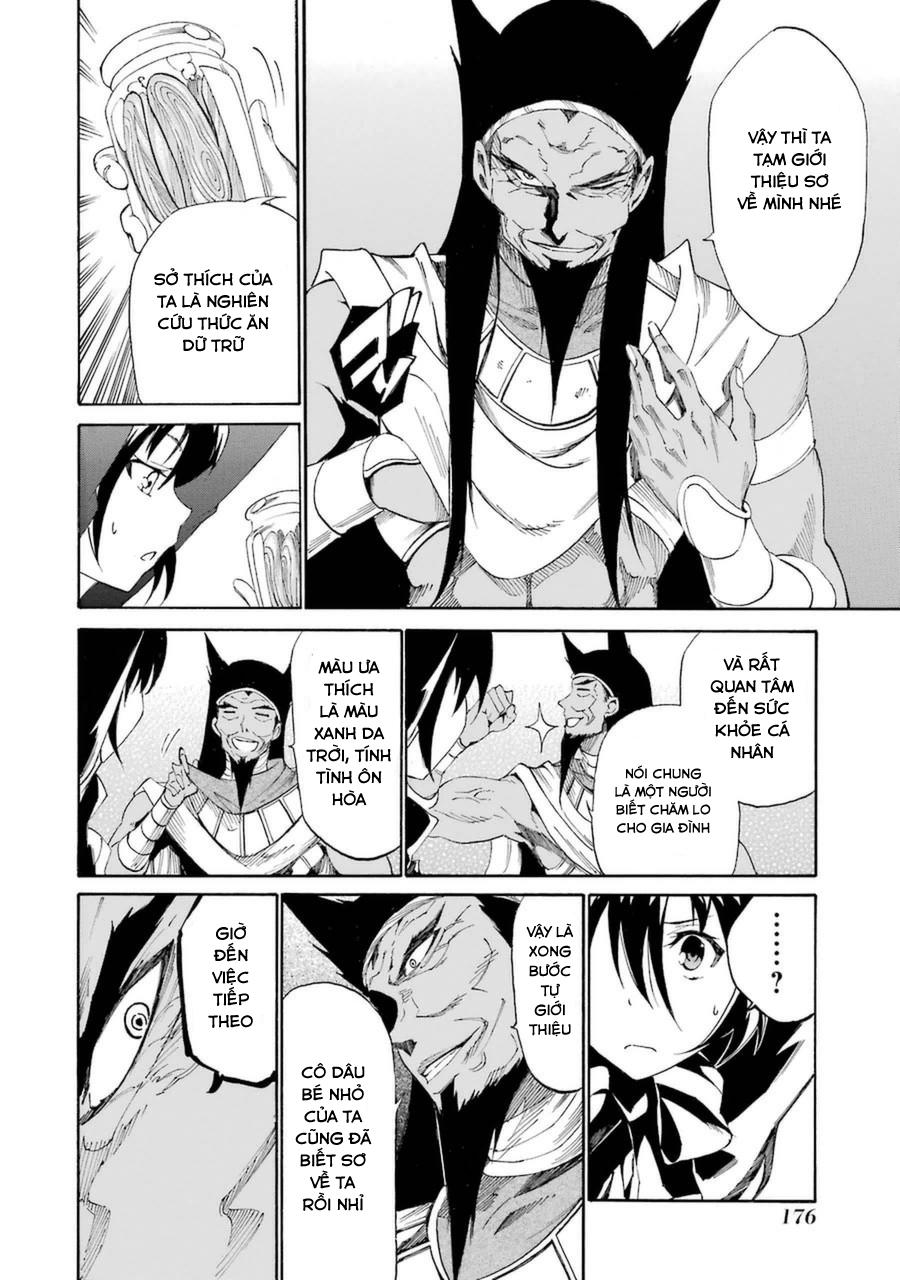 VẬY THÌ TA
TẠM GIỚI
THIỆU SƠ
VỀ MÌNH NHÉ
SỞ THÍCH CỦA
TA LÀ NGHIÊN
CỨU THỨC ĂN
DỮ TRỮ
VÀ RẤT
QUAN TÂM
ĐẾN SỨC
KHỎE CÁ
NHÂN
NÓI CHUNG
LÀ MỘT NGƯỜI
BIẾT CHĂM LO
CHO GIA ĐÌNH
MÀU ƯA
THÍCH
LÀ MÀU
XANH DA
TRỜI, TÍNH
TÌNH ÔN
HÒA
......?
VẬY LÀ
XONG
BƯỚC
TỰ
GIỚI
THIỆU
CÔ DÂU
BÉ NHỎ
CỦA TA
CŨNG ĐÃ
BIẾT SƠ
VỀ TA
RỒI NHỈ
GIỜ
ĐẾN
VIỆC
TIẾP
THEO
176